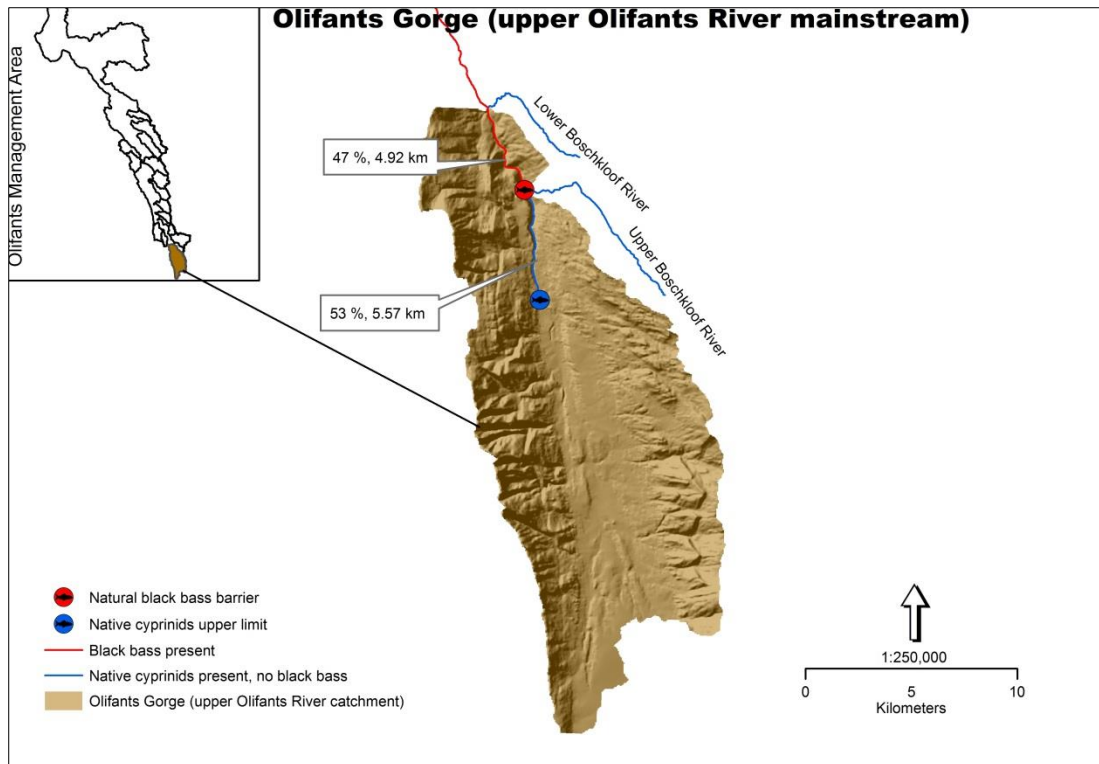 Olifants Gorge (upper Olifants River mainstream)
Olifants Management Area
Lower Boschkloof River
47 %, 4.92 km
Upper Boschkloof River
53 %, 5.57 km
Natural black bass barrier
Native cyprinids upper limit
Black bass present
Native cyprinids present, no black bass
Olifants Gorge (upper Olifants River catchment)
1:250,000
0 5 10
Kilometers